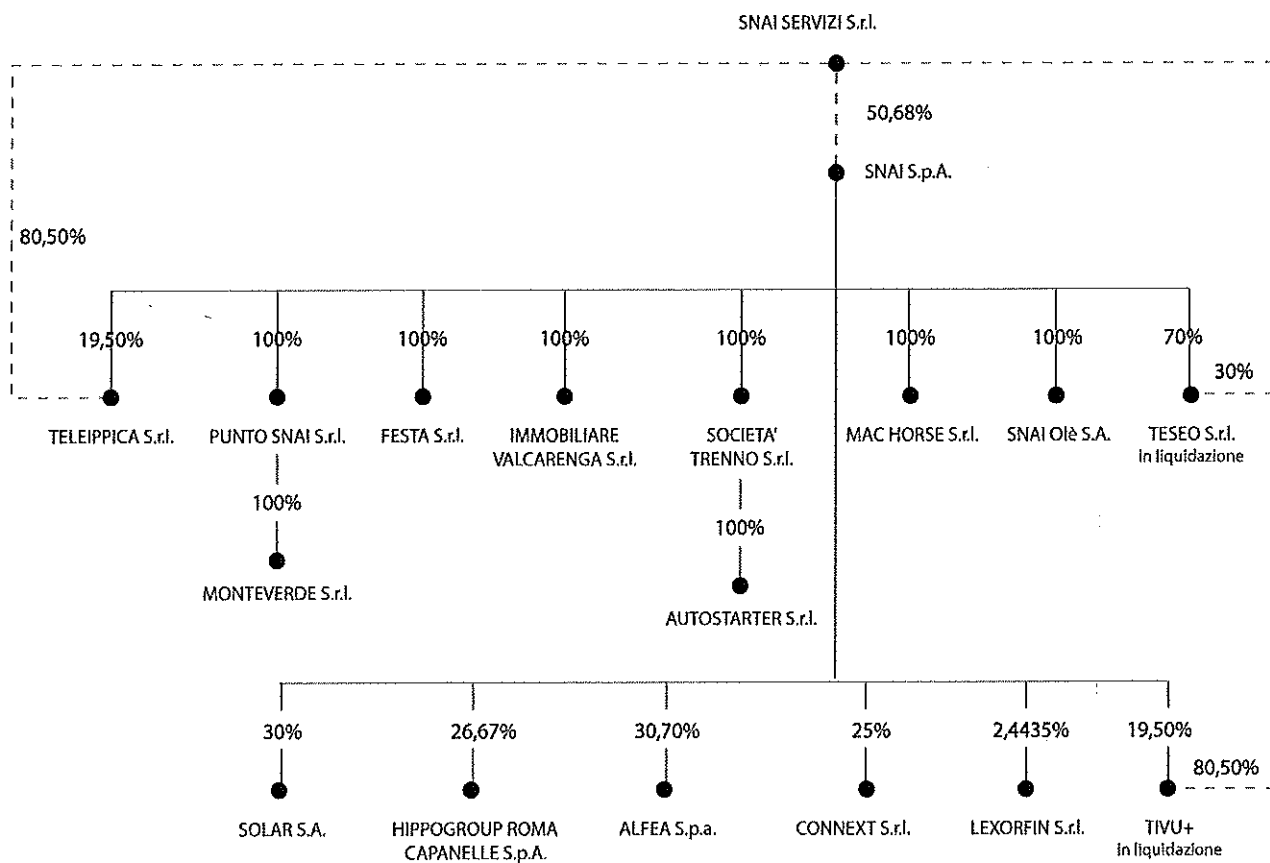 SNAI SERVIZI S.r.l.
50,68%
SNAI S.p.A.
80,50%
19,50%
100%
100%
100%
100%
100%
100%
70%
30%
TELEIPPICA S.r.l.
PUNTO SNAI S.r.l.
FESTA S.r.l.
IMMOBILIARE
VALCARENGA S.r.l.
SOCIETA'
TRENNO S.r.l.
MAC HORSE S.r.l.
SNAI Olè S.A.
TESEO S.r.l.
in liquidazione
100%
100%
MONTEVERDE S.r.l.
AUTOSTARTER S.r.l.
30%
26,67%
30,70%
25%
2,4435%
19,50%
80,50%
SOLAR S.A.
HIPPOGROUP ROMA
CAPANELLE S.p.A.
ALFEA S.p.a.
CONNEXT S.r.l.
LEXORFIN S.r.l.
TIVU+
in liquidazione